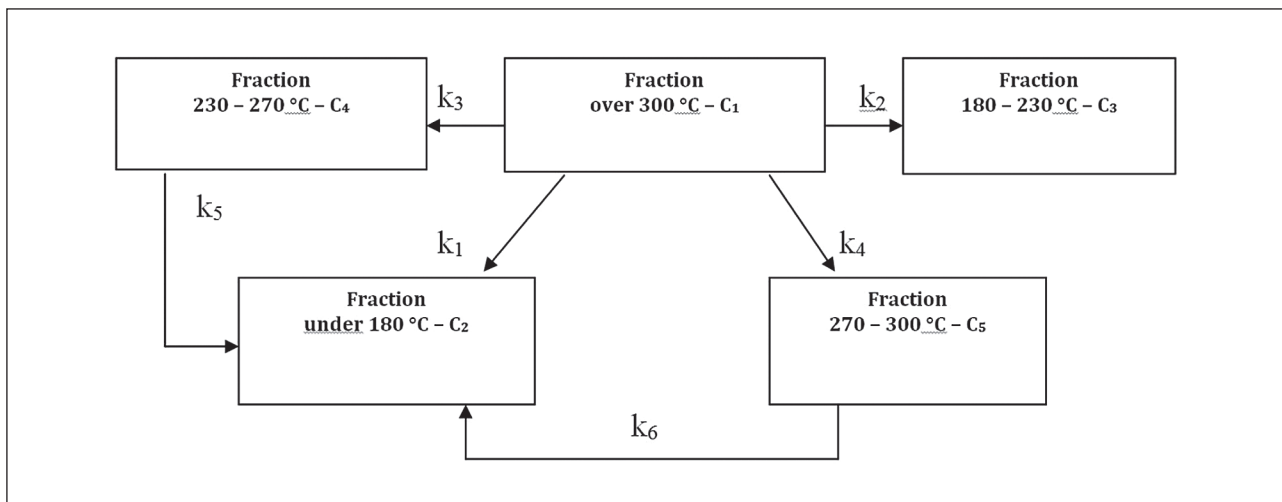 Fraction
230 – 270 °C – C₄
k₃
Fraction
over 300 °C – C₁
k₂
Fraction
180 – 230 °C – C₃
k₅
k₁
k₄
Fraction
under 180 °C – C₂
Fraction
270 – 300 °C – C₅
k₆